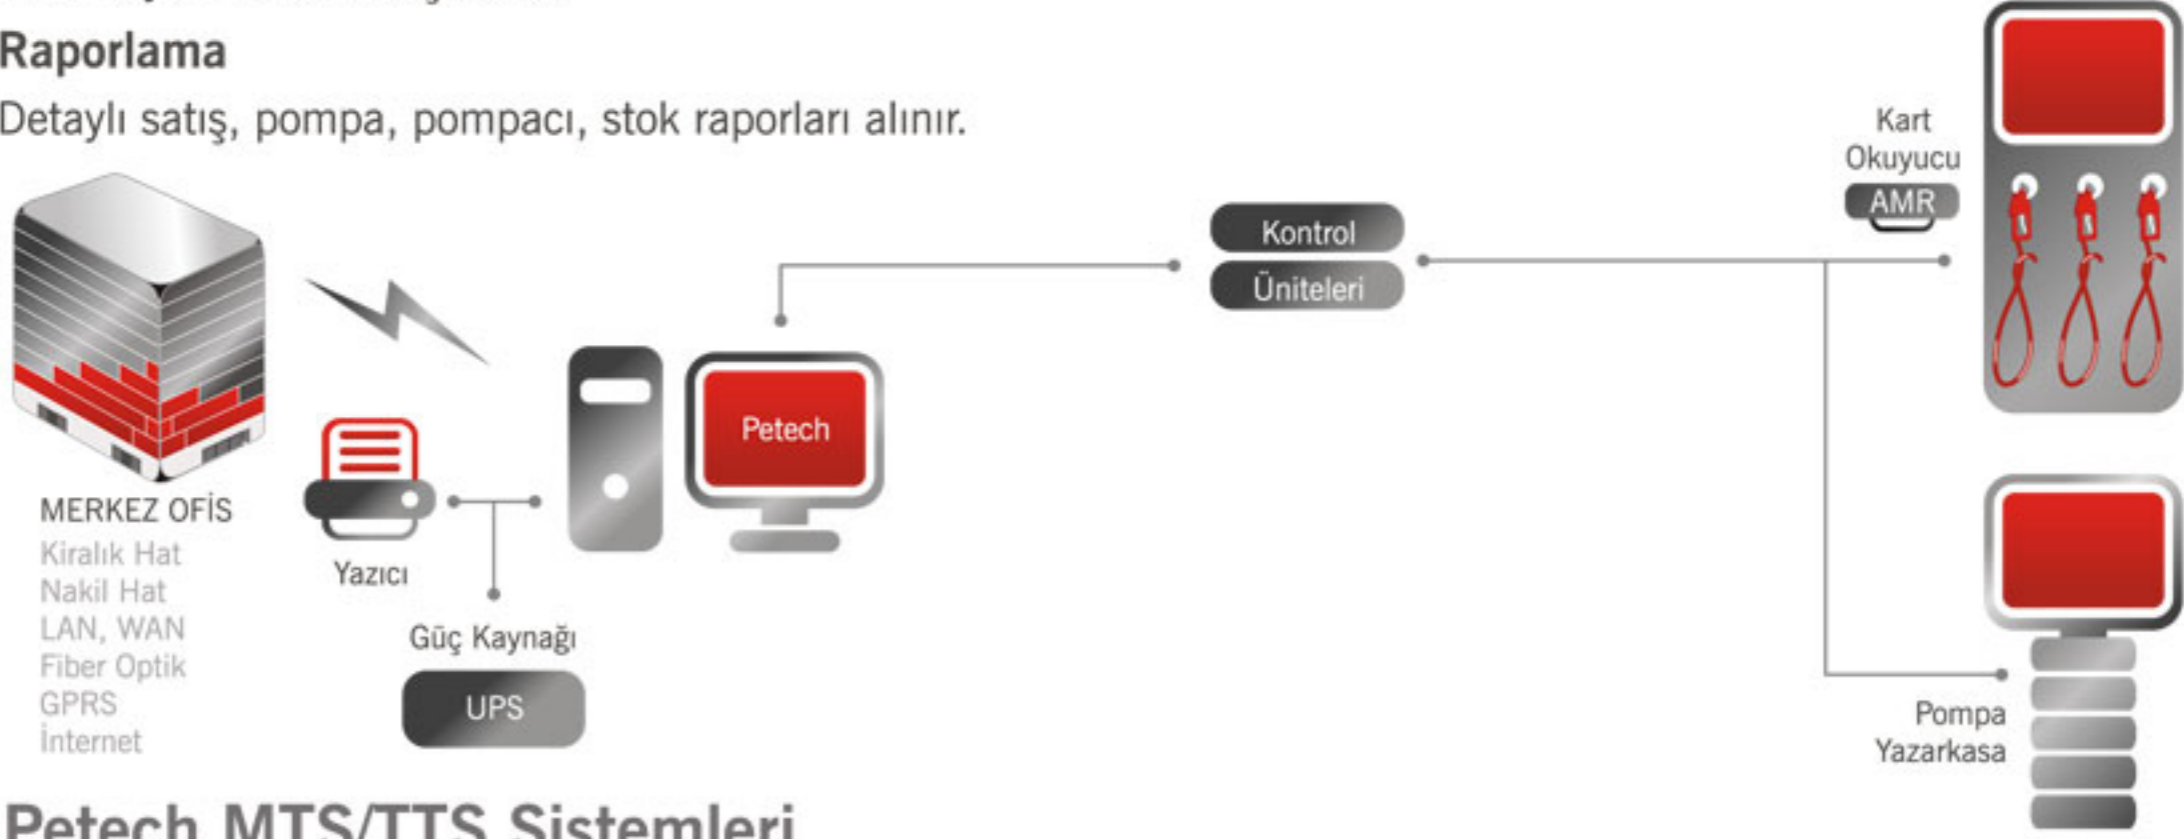 Raporlama
Detaylı satış, pompa, pompacı, stok raporları alınır.
Kart
Okuyucu
AMR
Kontrol
Üniteleri
Petech
MERKEZ OFİS
Kiralık Hat
Nakil Hat
LAN, WAN
Fiber Optik
GPRS
İnternet
Yazıcı
Güç Kaynağı
UPS
Pompa
Yazarkasa
Petech MTS/TTS Sistemleri